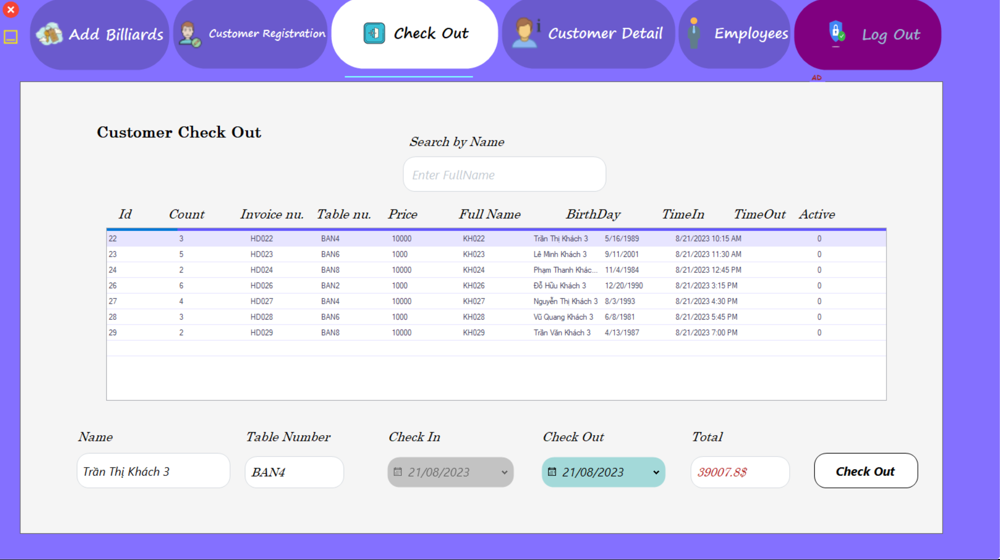 Add Billiards
Customer Registration
Check Out
Customer Detail
Employees
Log Out
AD
Customer Check Out
Search by Name
Enter FullName
Id Count Invoice nu. Table nu. Price Full Name BirthDay TimeIn TimeOut Active
22 3 HD022 BAN4 10000 KH022 Trần Thị Khách 3 5/16/1989 8/21/2023 10:15 AM 0
23 5 HD023 BAN6 1000 KH023 Lê Minh Khách 3 9/11/2001 8/21/2023 11:30 AM 0
24 2 HD024 BAN8 10000 KH024 Phạm Thanh Khác... 11/4/1984 8/21/2023 12:45 PM 0
26 6 HD026 BAN2 1000 KH026 Đỗ Hữu Khách 3 12/20/1990 8/21/2023 3:15 PM 0
27 4 HD027 BAN4 10000 KH027 Nguyễn Thị Khách 3 8/3/1993 8/21/2023 4:30 PM 0
28 3 HD028 BAN6 1000 KH028 Vũ Quang Khách 3 6/8/1981 8/21/2023 5:45 PM 0
29 2 HD029 BAN8 10000 KH029 Trần Văn Khách 3 4/13/1987 8/21/2023 7:00 PM 0
Name Table Number Check In Check Out Total
Trần Thị Khách 3 BAN4 21/08/2023 21/08/2023 39007.8$ Check Out